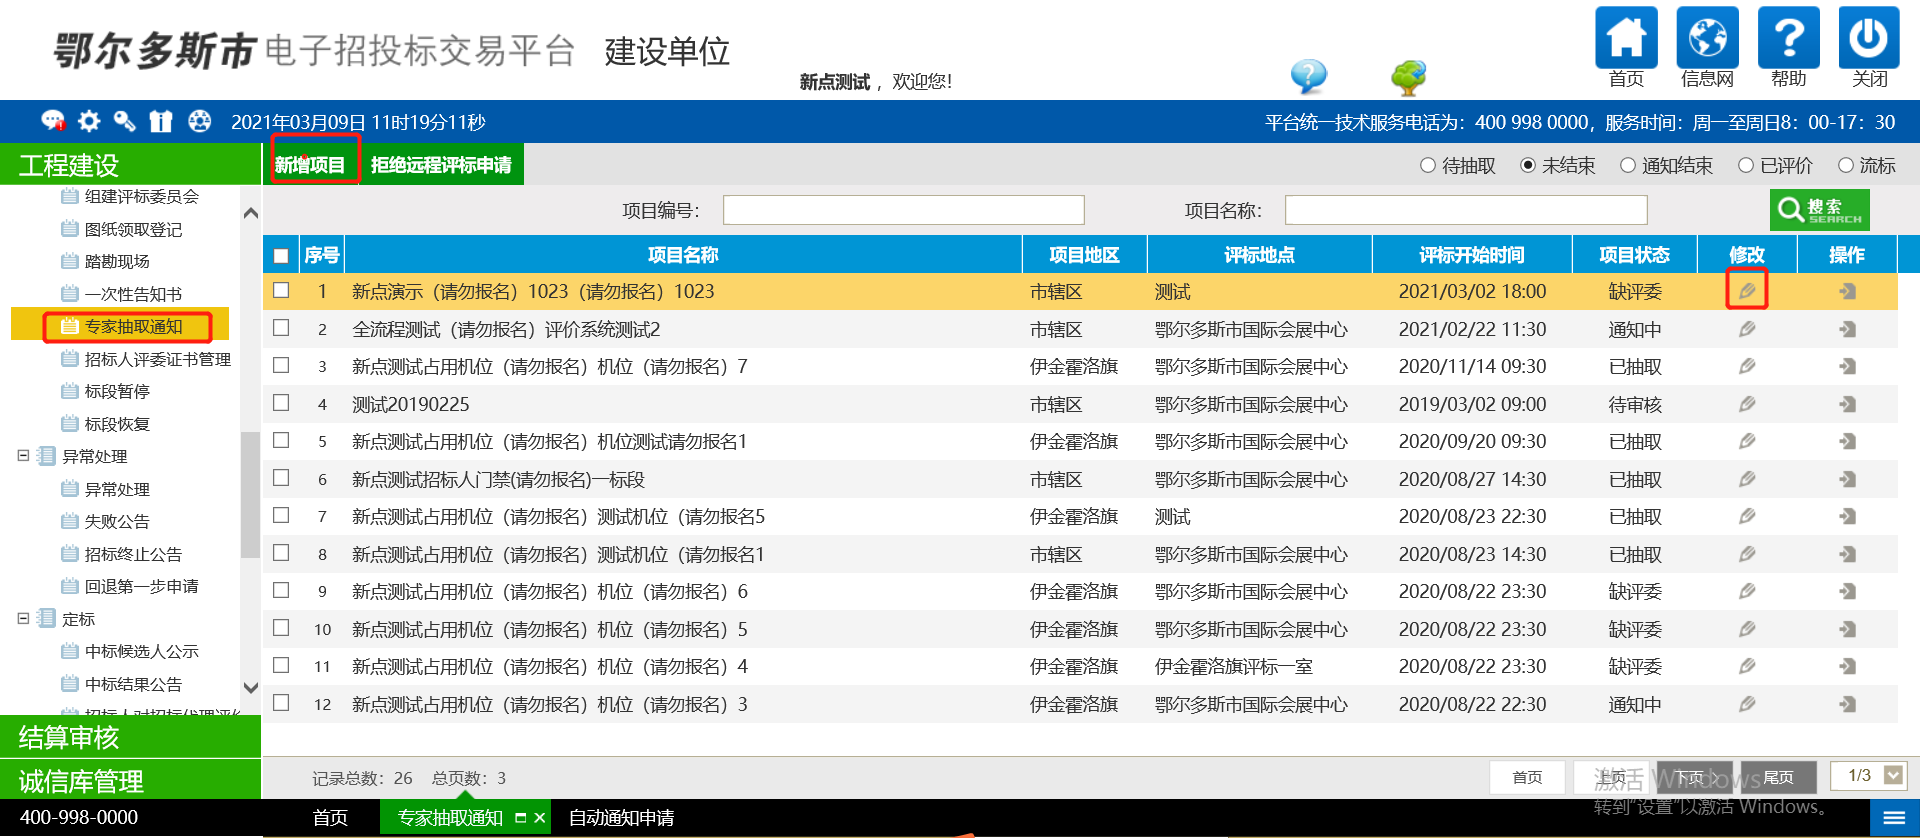 鄂尔多斯市 电子招投标交易平台 建设单位
新点测试 ，欢迎您！
首页 信息网 帮助 关闭
2021年03月09日 11时19分11秒 平台统一技术服务电话为：400 998 0000，服务时间：周一至周日8：00-17：30
工程建设
组建评标委员会
图纸领取登记
踏勘现场
一次性告知书
专家抽取通知
招标人评委证书管理
标段暂停
标段恢复
异常处理
异常处理
失败公告
招标终止公告
回退第一步申请
定标
中标候选人公示
中标结果公告
招标人对招标代理评价
结算审核
诚信库管理
新增项目 拒绝远程评标申请 待抽取 未结束 通知结束 已评价 流标
项目编号： 项目名称： 搜索 SEARCH
序号 项目名称 项目地区 评标地点 评标开始时间 项目状态 修改 操作
1 新点演示（请勿报名）1023（请勿报名）1023 市辖区 测试 2021/03/02 18:00 缺评委
2 全流程测试（请勿报名）评价系统测试2 市辖区 鄂尔多斯市国际会展中心 2021/02/22 11:30 通知中
3 新点测试占用机位（请勿报名）机位（请勿报名）7 伊金霍洛旗 鄂尔多斯市国际会展中心 2020/11/14 09:30 已抽取
4 测试20190225 市辖区 鄂尔多斯市国际会展中心 2019/03/02 09:00 待审核
5 新点测试占用机位（请勿报名）机位测试请勿报名1 伊金霍洛旗 鄂尔多斯市国际会展中心 2020/09/20 09:30 已抽取
6 新点测试招标人门禁(请勿报名)一标段 市辖区 鄂尔多斯市国际会展中心 2020/08/27 14:30 已抽取
7 新点测试占用机位（请勿报名）测试机位（请勿报名5 伊金霍洛旗 测试 2020/08/23 22:30 已抽取
8 新点测试占用机位（请勿报名）测试机位（请勿报名1 市辖区 鄂尔多斯市国际会展中心 2020/08/23 14:30 已抽取
9 新点测试占用机位（请勿报名）机位（请勿报名）6 伊金霍洛旗 鄂尔多斯市国际会展中心 2020/08/22 23:30 缺评委
10 新点测试占用机位（请勿报名）机位（请勿报名）5 伊金霍洛旗 鄂尔多斯市国际会展中心 2020/08/22 23:30 缺评委
11 新点测试占用机位（请勿报名）机位（请勿报名）4 伊金霍洛旗 伊金霍洛旗评标一室 2020/08/22 23:30 缺评委
12 新点测试占用机位（请勿报名）机位（请勿报名）3 伊金霍洛旗 鄂尔多斯市国际会展中心 2020/08/22 22:30 通知中
记录总数：26 总页数：3 首页 上页 下页 尾页 1/3
激活 Windows
转到"设置"以激活 Windows。
400-998-0000 首页 专家抽取通知 自动通知申请